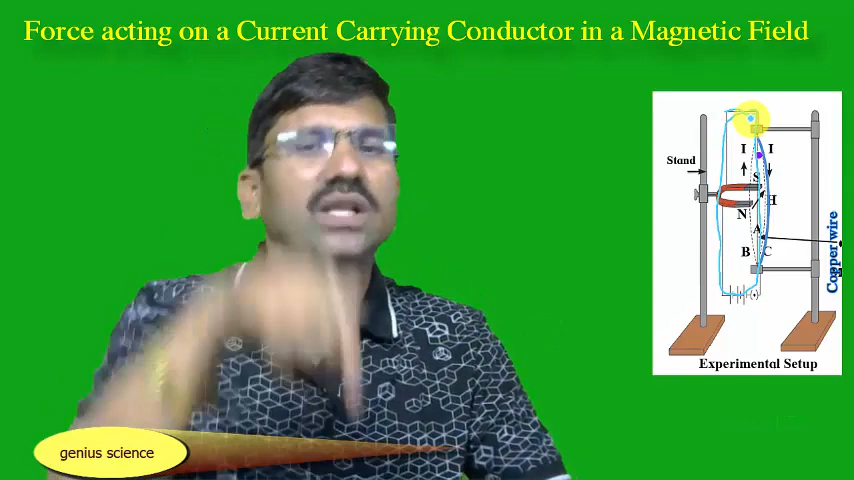 Force acting on a Current Carrying Conductor in a Magnetic Field
I I
Stand
S
H
N
A
B C
Copper wire
Experimental Setup
genius science